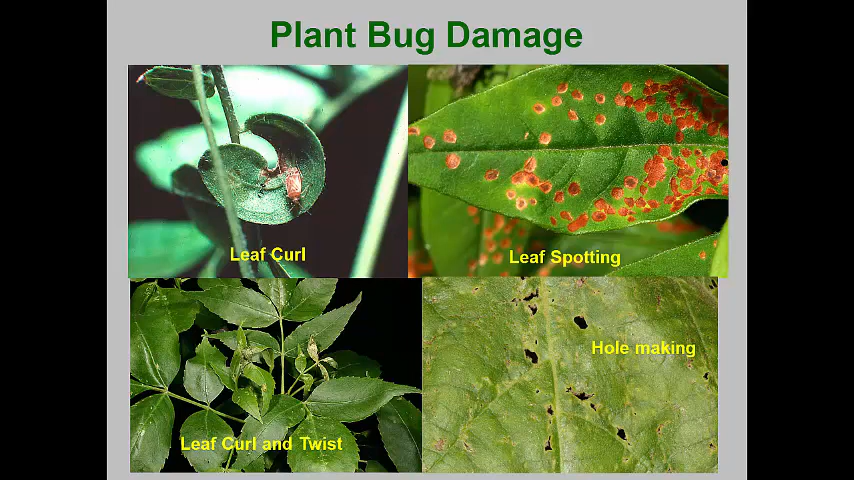 Plant Bug Damage
Leaf Curl
Leaf Spotting
Hole making
Leaf Curl and Twist